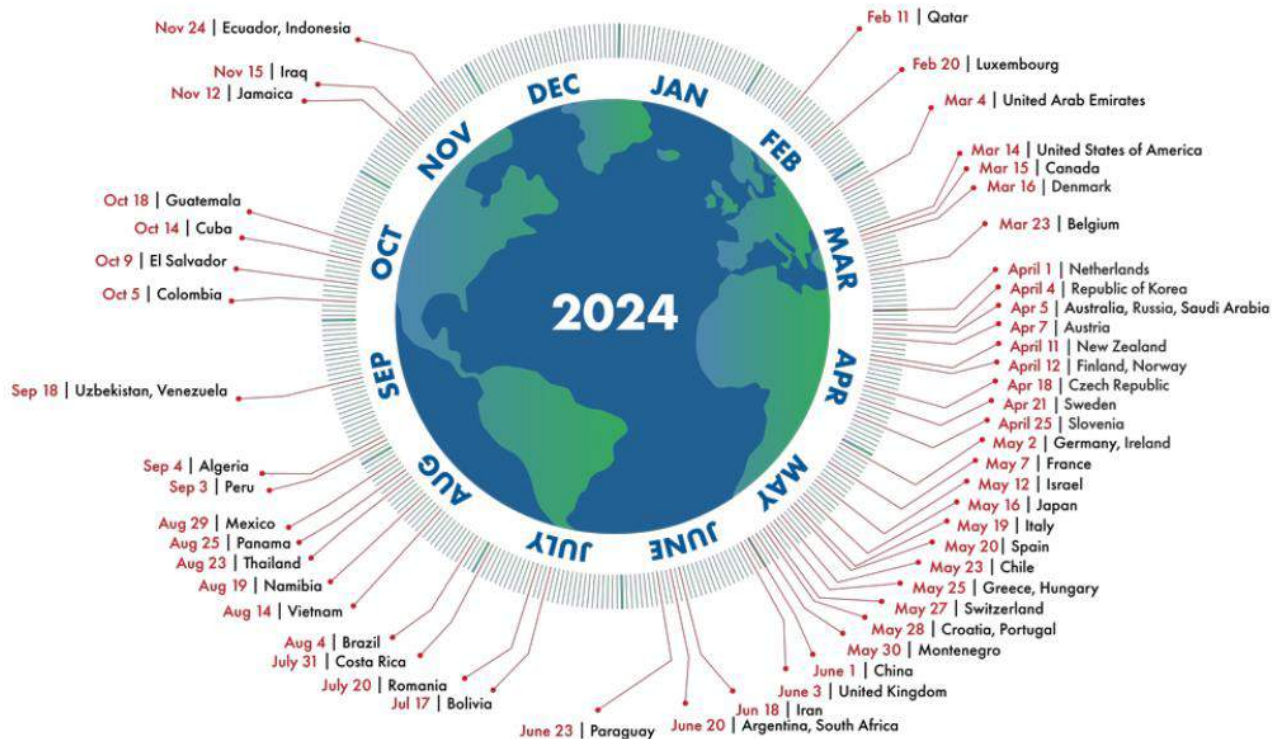 Feb 11 | Qatar
Feb 20 | Luxembourg
Mar 4 | United Arab Emirates
Mar 14 | United States of America
Mar 15 | Canada
Mar 16 | Denmark
Mar 23 | Belgium
April 1 | Netherlands
April 4 | Republic of Korea
Apr 5 | Australia, Russia, Saudi Arabia
Apr 7 | Austria
April 11 | New Zealand
April 12 | Finland, Norway
Apr 18 | Czech Republic
Apr 21 | Sweden
April 25 | Slovenia
May 2 | Germany, Ireland
May 7 | France
May 12 | Israel
May 16 | Japan
May 19 | Italy
May 20 | Spain
May 23 | Chile
May 25 | Greece, Hungary
May 27 | Switzerland
May 28 | Croatia, Portugal
May 30 | Montenegro
June 1 | China
June 3 | United Kingdom
Jun 18 | Iran
June 20 | Argentina, South Africa
June 23 | Paraguay
Jul 17 | Bolivia
July 20 | Romania
July 31 | Costa Rica
Aug 4 | Brazil
Aug 14 | Vietnam
Aug 19 | Namibia
Aug 23 | Thailand
Aug 25 | Panama
Aug 29 | Mexico
Sep 3 | Peru
Sep 4 | Algeria
Sep 18 | Uzbekistan, Venezuela
Oct 5 | Colombia
Oct 9 | El Salvador
Oct 14 | Cuba
Oct 18 | Guatemala
Nov 12 | Jamaica
Nov 15 | Iraq
Nov 24 | Ecuador, Indonesia
JAN
FEB
MAR
APR
MAY
JUNE
JULY
AUG
SEP
OCT
NOV
DEC
2024